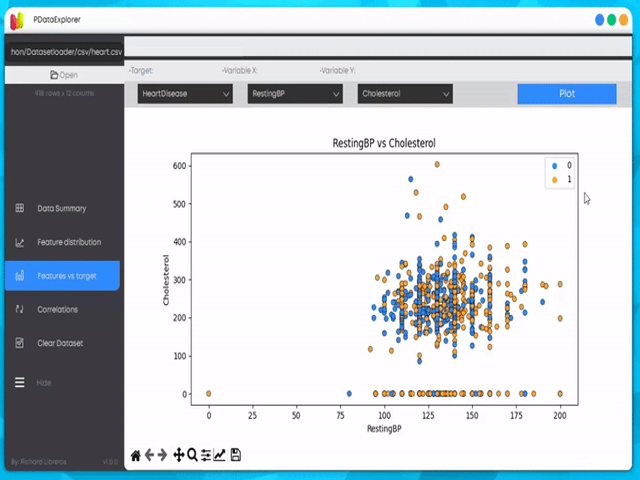 PDataExplorer
hon/Datasetloader/csv/heart.csv
Open
918 rows x 12 colums
-Target:
-Variable X:
-Variable Y:
HeartDisease
RestingBP
Cholesterol
Plot
Data Summary
Feature distribution
Features vs target
Correlations
Clear Dataset
Hide
By: Richard Libreros
v1.0.0
RestingBP vs Cholesterol
0
1
600
500
400
300
200
100
0
Cholesterol
0 25 50 75 100 125 150 175 200
RestingBP